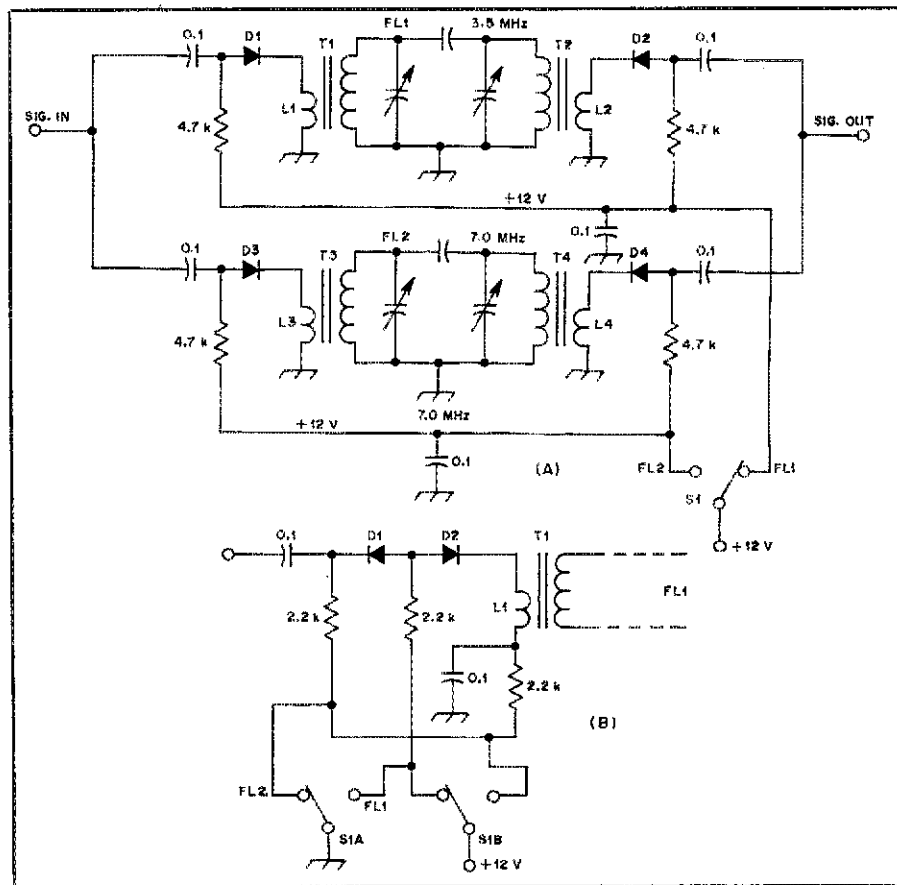 FL1 3.5 MHz
0.1 D1 T1 T2 D2 0.1
SIG. IN 4.7 k L1 L2 4.7 k SIG. OUT
+12 V
0.1
0.1 D3 T3 FL2 7.0 MHz T4 D4 0.1
4.7 k L3 L4 4.7 k
7.0 MHz
+12 V
0.1 (A) FL2 FL1
S1
+12 V
0.1 D1 D2 T1
2.2 k 2.2 k L1 FL1
0.1 2.2 k
(B)
FL2 FL1
S1A S1B
+12 V